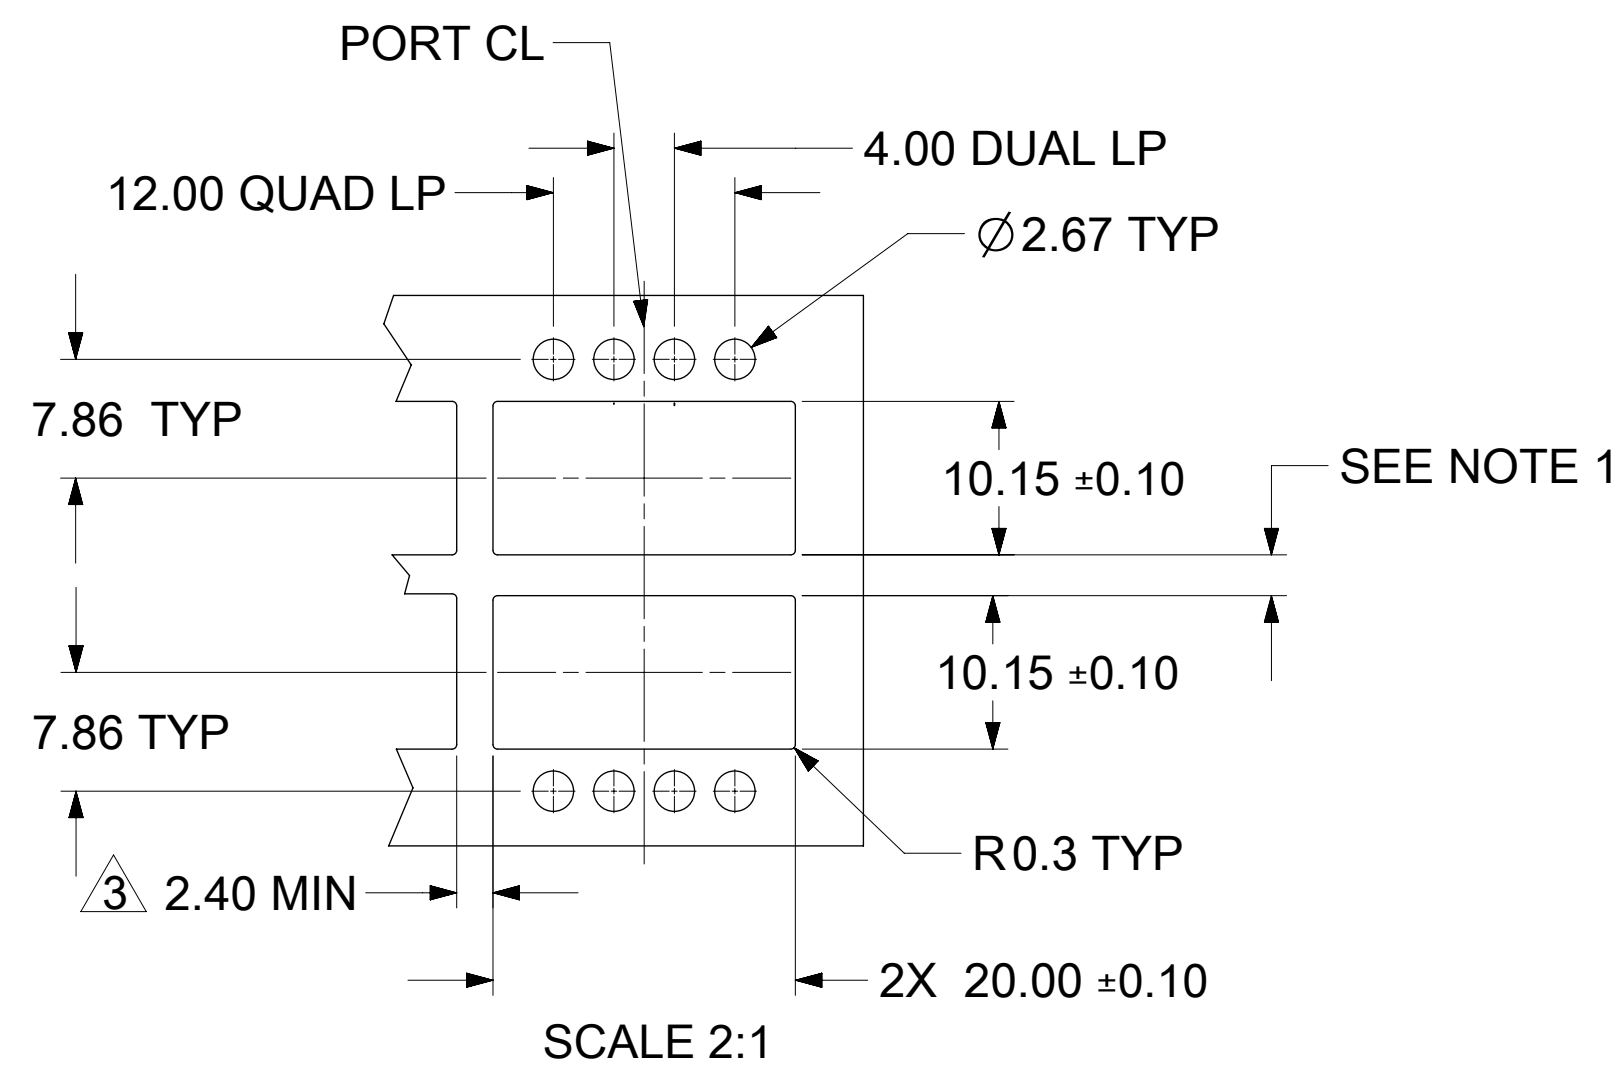 PORT CL
4.00 DUAL LP
12.00 QUAD LP
⌀2.67 TYP
7.86 TYP
10.15 ±0.10
SEE NOTE 1
10.15 ±0.10
7.86 TYP
R0.3 TYP
3 2.40 MIN
2X 20.00 ±0.10
SCALE 2:1